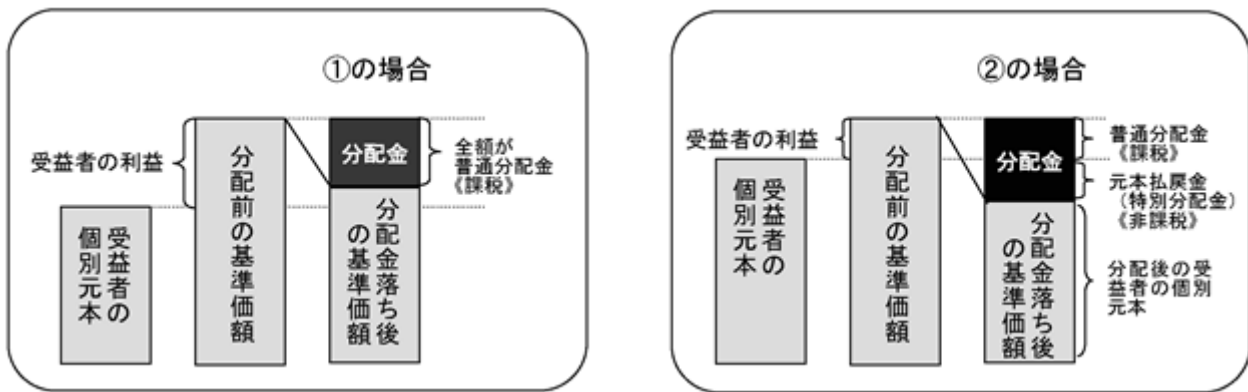 ①の場合
受益者の利益
受益者の
個別元本
分配前の基準価額
分配金
分配金落ち後
の基準価額
全額が
普通分配金
《課税》
②の場合
受益者の利益
受益者の
個別元本
分配前の基準価額
分配金
分配金落ち後
の基準価額
普通分配金
《課税》
元本払戻金
（特別分配金）
《非課税》
分配後の受
益者の個別
元本